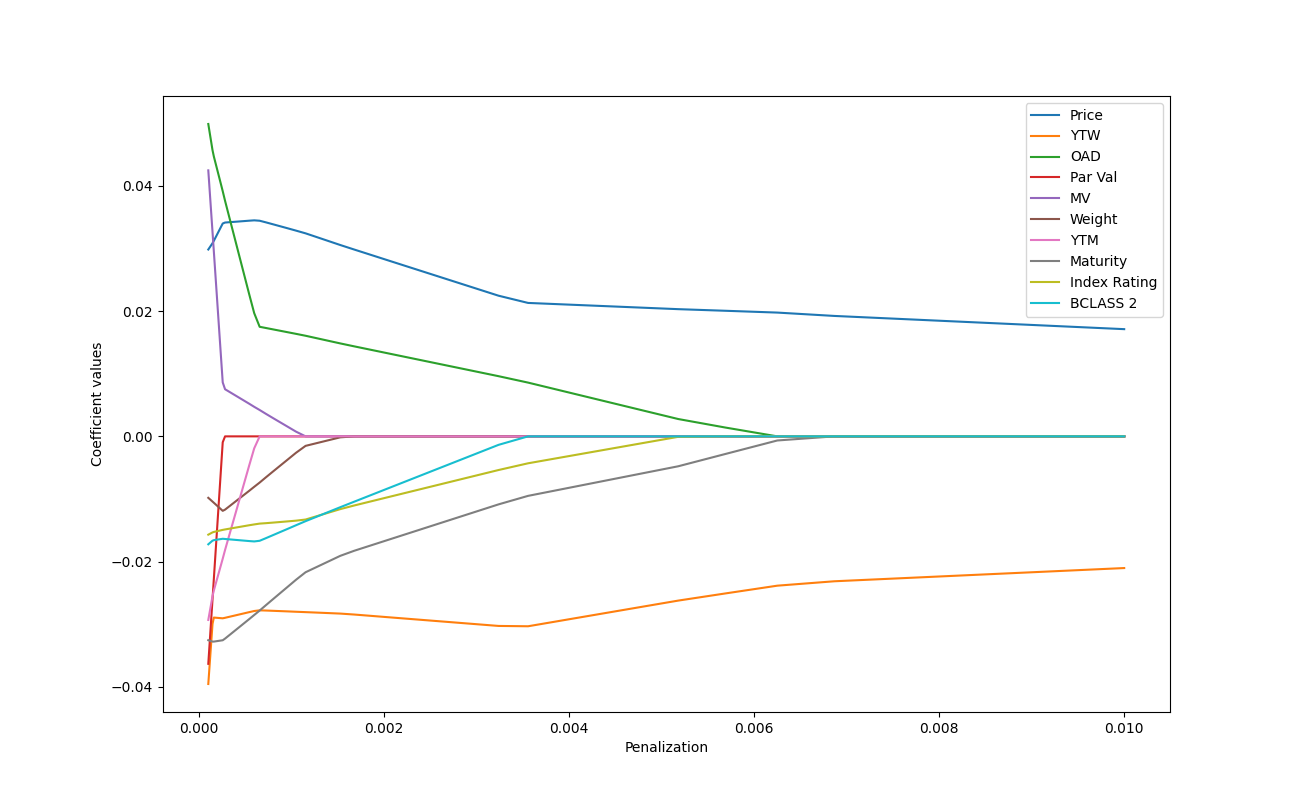 Price
YTW
OAD
Par Val
MV
Weight
YTM
Maturity
Index Rating
BCLASS 2
0.04
0.02
0.00
−0.02
−0.04
Coefficient values
0.000 0.002 0.004 0.006 0.008 0.010
Penalization